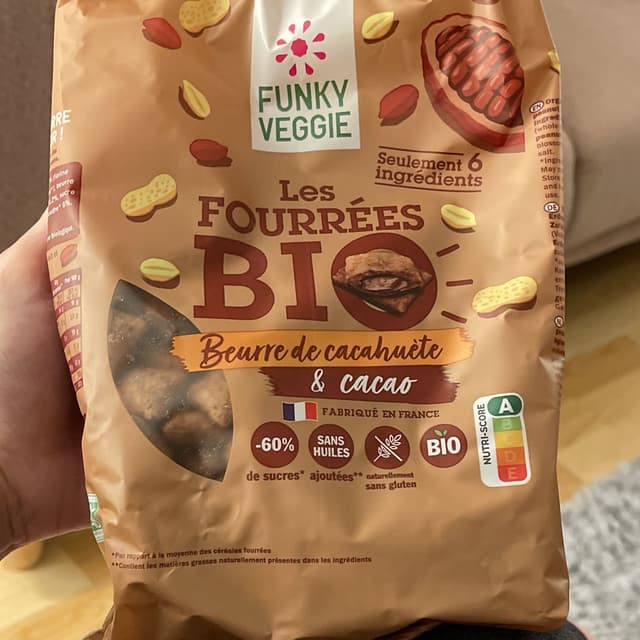 FUNKY
VEGGIE
Seulement 6
ingrédients
Les
FOURRÉES
BIO
Beurre de cacahuète
& cacao
FABRIQUÉ EN FRANCE
-60%
de sucres*
SANS
HUILES
ajoutées**
naturellement
sans gluten
BIO
NUTRI-SCORE
A
B
C
D
E
*Par rapport à la moyenne des céréales fourrées
**Contient les matières grasses naturellement présentes dans les ingrédients
EN
DE